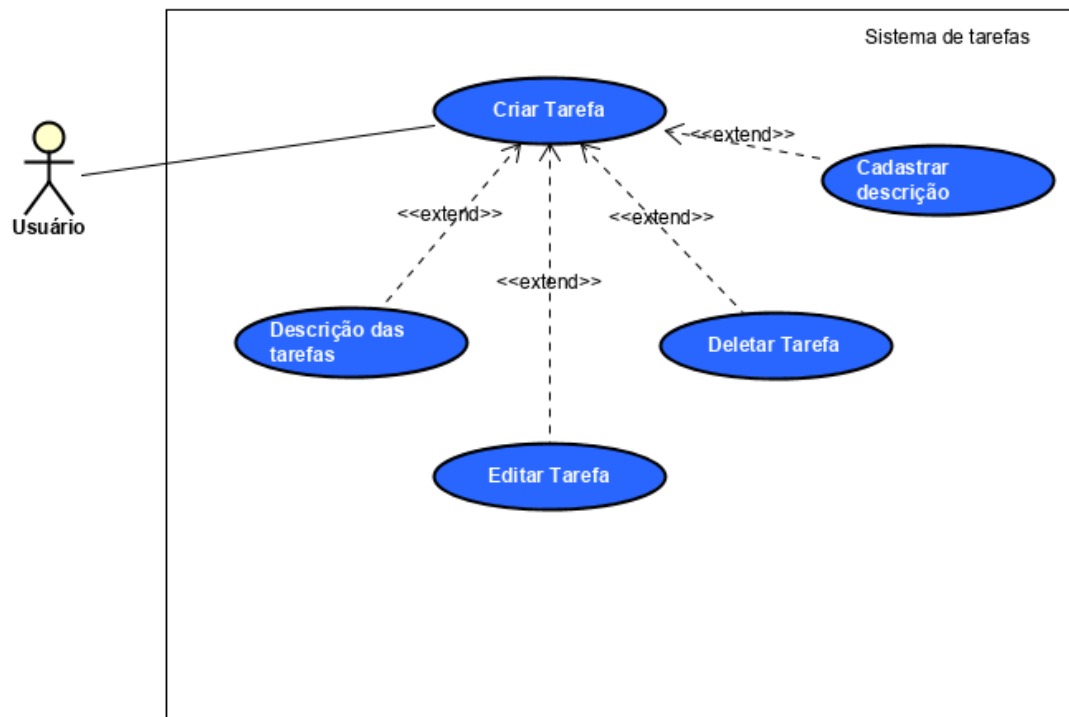 Sistema de tarefas
Criar Tarefa
<<extend>>
Cadastrar
descrição
Usuário
<<extend>>
<<extend>>
<<extend>>
Descrição das
tarefas
Deletar Tarefa
Editar Tarefa